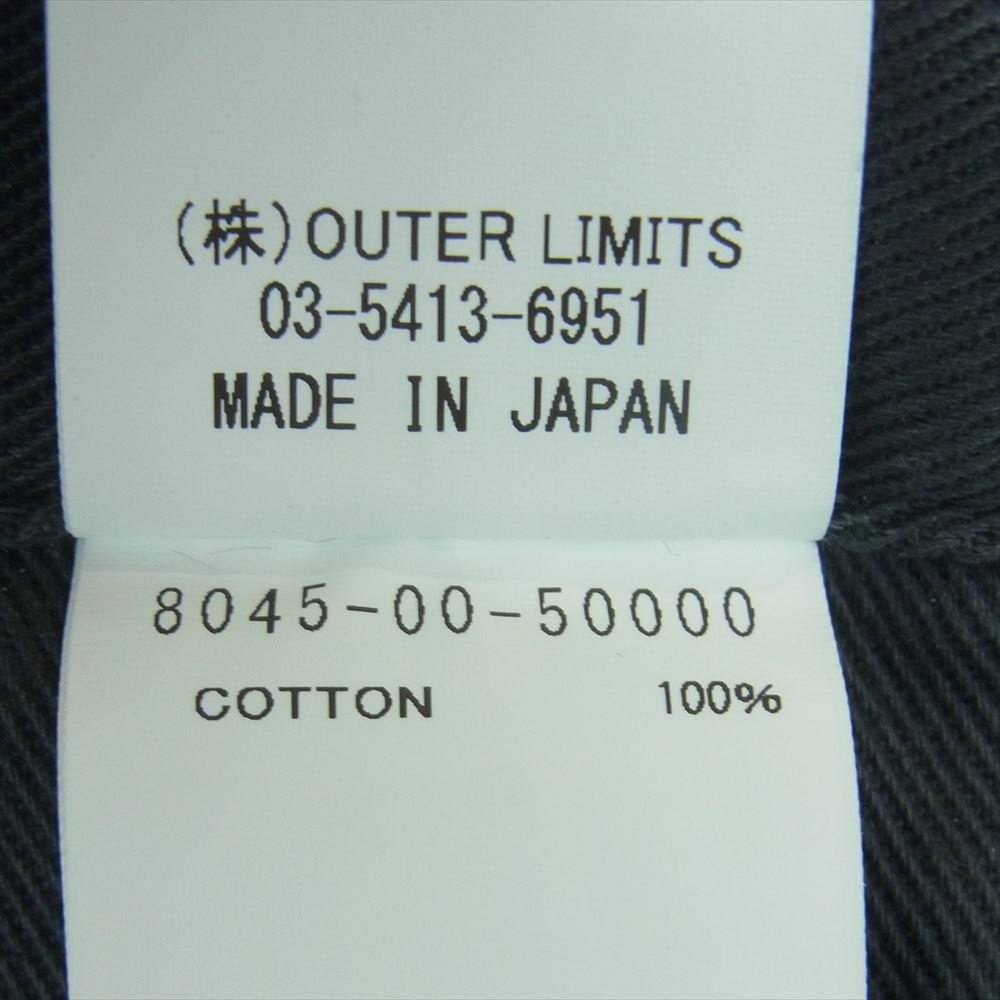 (株)OUTER LIMITS
03-5413-6951
MADE IN JAPAN
8045-00-50000
COTTON 100%